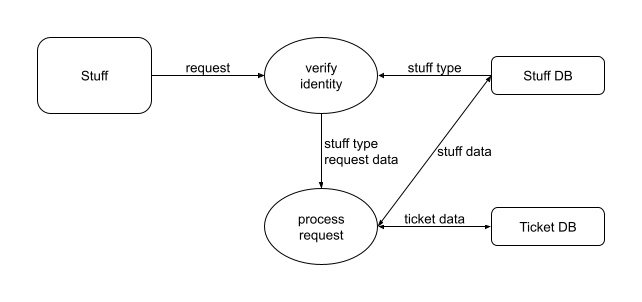 Stuff
request
verify
identity
stuff type
Stuff DB
stuff type
request data
stuff data
process
request
ticket data
Ticket DB